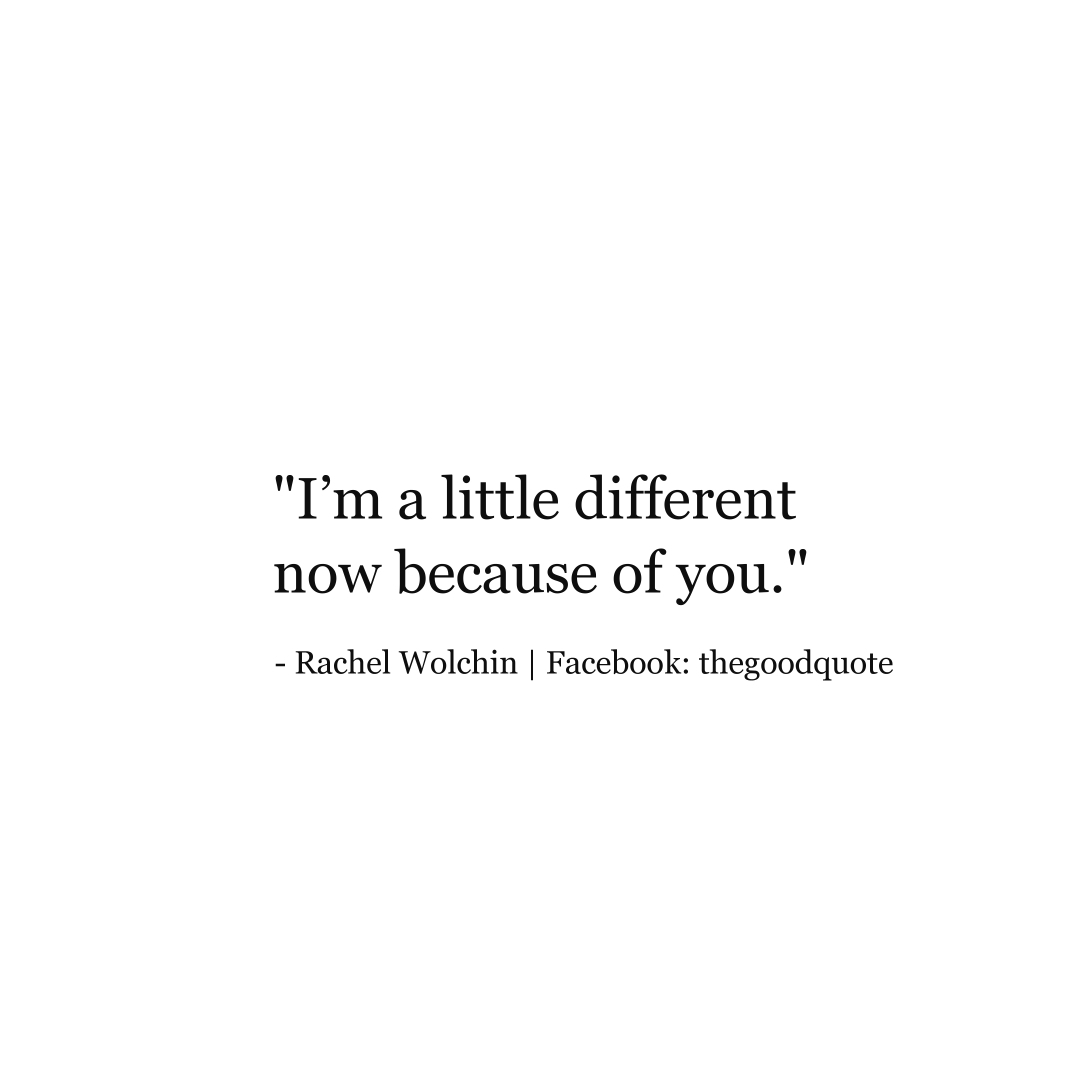 "I’m a little different
now because of you."
- Rachel Wolchin | Facebook: thegoodquote